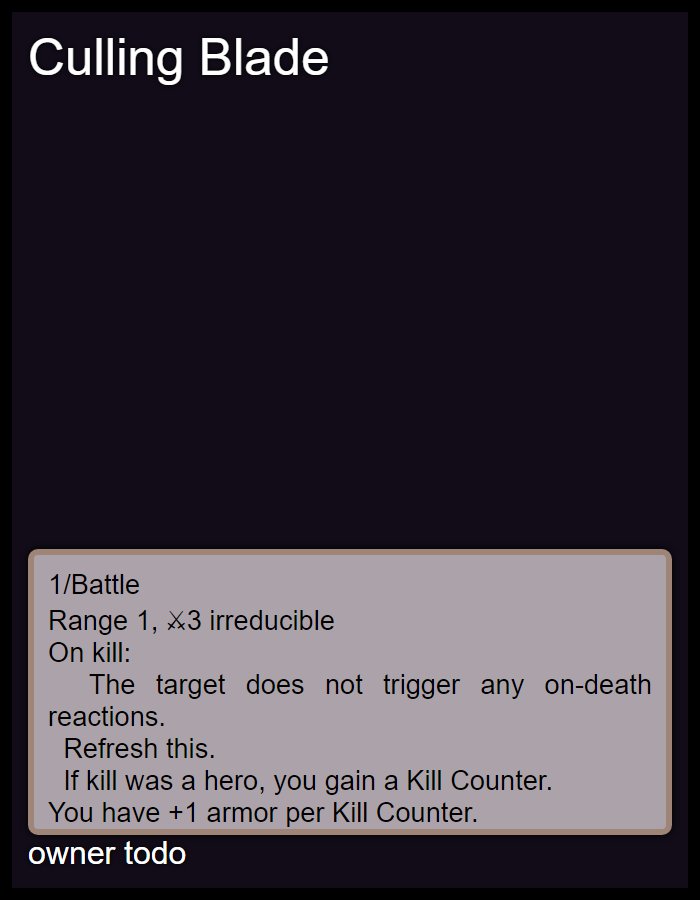 Culling Blade
1/Battle
Range 1, ⚔3 irreducible
On kill:
The target does not trigger any on-death
reactions.
Refresh this.
If kill was a hero, you gain a Kill Counter.
You have +1 armor per Kill Counter.
owner todo